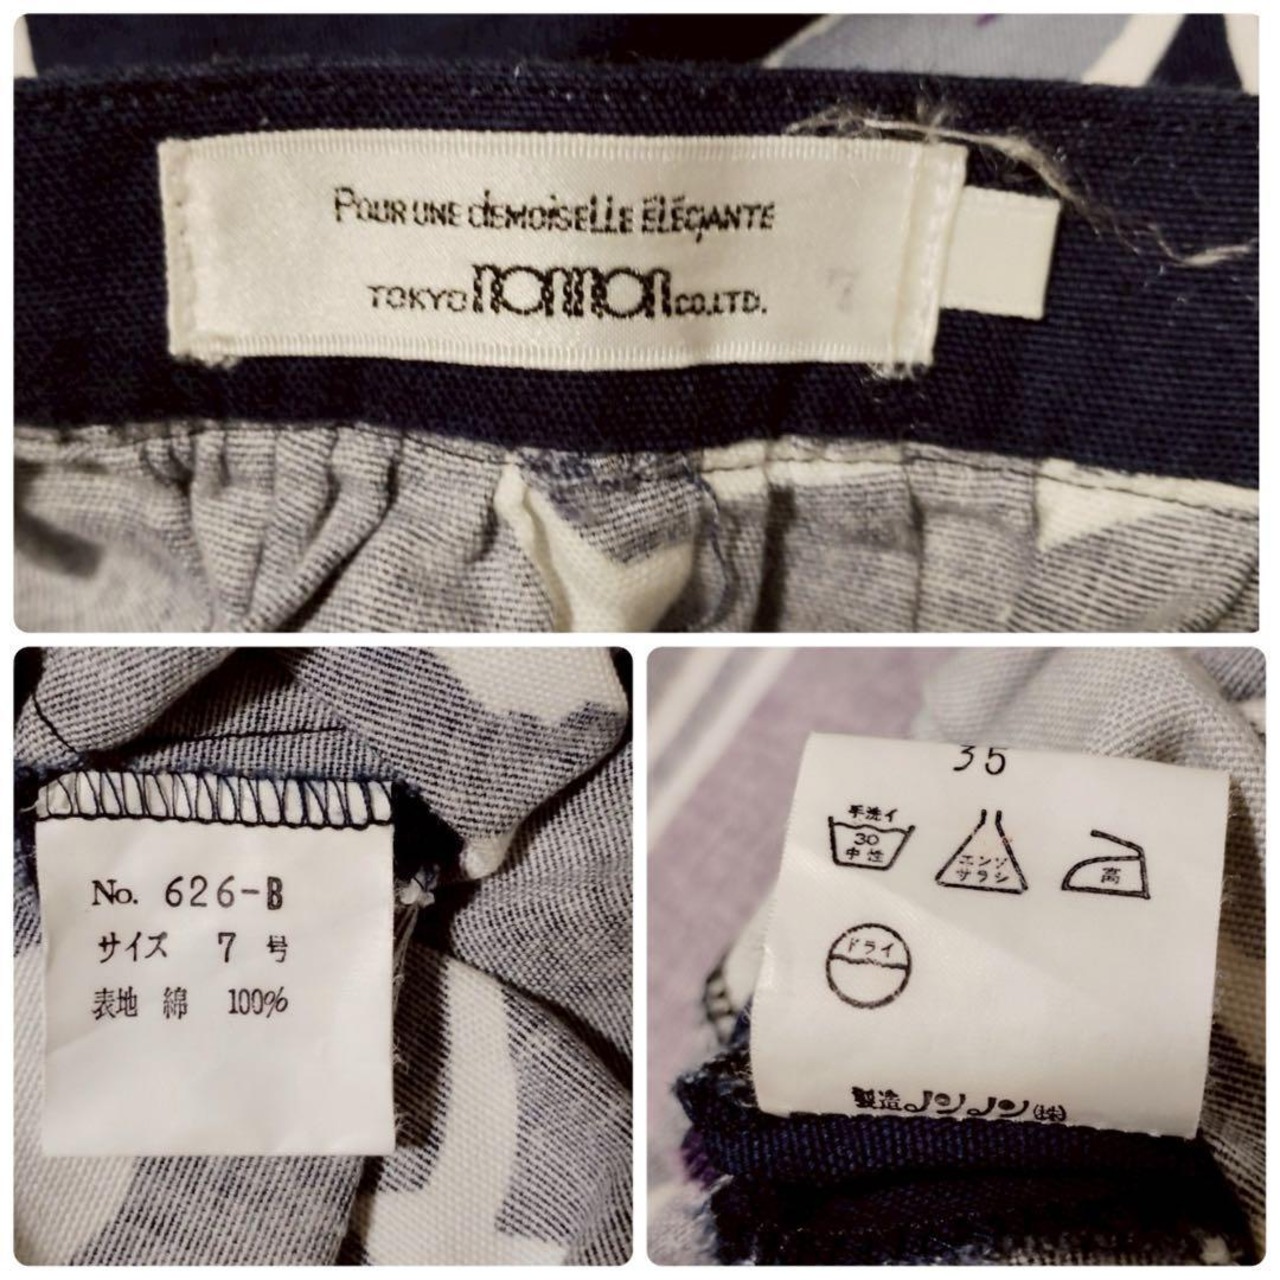 POUR UNE dEMOiSELLE ÉLÉGANTE
TOKYO nonnon CO.LTD.
7
No. 626-B
サイズ 7 号
表地 綿 100%
35
手洗イ
30
中性
エンソ
サラシ
高
ドライ
製造 ノンノン(株)